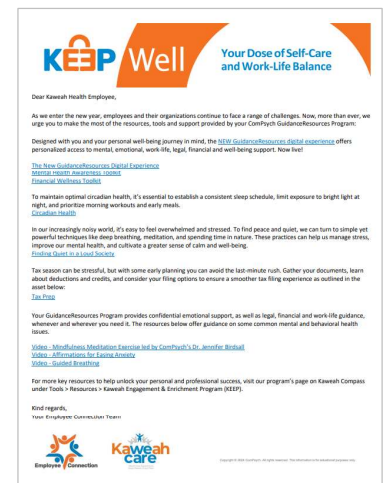 KEEP Well
Your Dose of Self-Care
and Work-Life Balance
Dear Kaweah Health Employee,
As we enter the new year, employees and their organizations continue to face a range of challenges. Now, more than ever, we
urge you to make the most of the resources, tools and support provided by your ComPsych GuidanceResources Program:
Designed with you and your personal well-being journey in mind, the NEW GuidanceResources digital experience offers
personalized access to mental, emotional, work-life, legal, financial and well-being support. Now live!
The New GuidanceResources Digital Experience
Mental Health Awareness Toolkit
Financial Wellness Toolkit
To maintain optimal circadian health, it's essential to establish a consistent sleep schedule, limit exposure to bright light at
night, and prioritize morning workouts and early meals.
Circadian Health
In our increasingly noisy world, it's easy to feel overwhelmed and stressed. To find peace and quiet, we can turn to simple yet
powerful techniques like deep breathing, meditation, and spending time in nature. These practices can help us manage stress,
improve our mental health, and cultivate a greater sense of calm and well-being.
Finding Quiet in a Loud Society
Tax season can be stressful, but with some early planning you can avoid the last-minute rush. Gather your documents, learn
about deductions and credits, and consider your filing options to ensure a smoother tax filing experience as outlined in the
asset below:
Tax Prep
Your GuidanceResources Program provides confidential emotional support, as well as legal, financial and work-life guidance,
whenever and wherever you need it. The resources below offer guidance on some common mental and behavioral health
issues.
Video - Mindfulness Meditation Exercise led by ComPsych's Dr. Jennifer Birdsall
Video - Affirmations for Easing Anxiety
Video - Guided Breathing
For more key resources to help unlock your personal and professional success, visit our program's page on Kaweah Compass
under Tools > Resources > Kaweah Engagement & Enrichment Program (KEEP).
Kind regards,
Your Employee Connection Team
Employee Connection
Kaweah
care